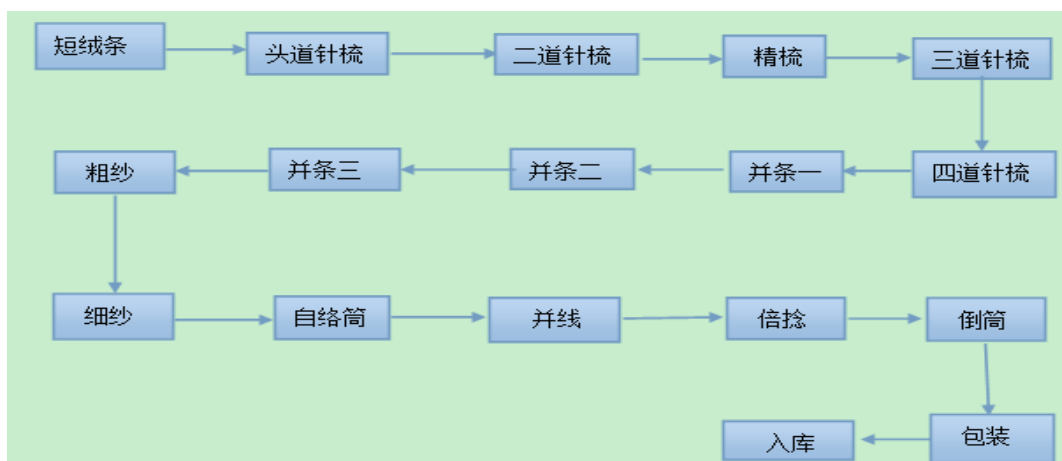 短绒条
头道针梳
二道针梳
精梳
三道针梳
四道针梳
并条一
并条二
并条三
粗纱
细纱
自络筒
并线
倍捻
倒筒
包装
入库